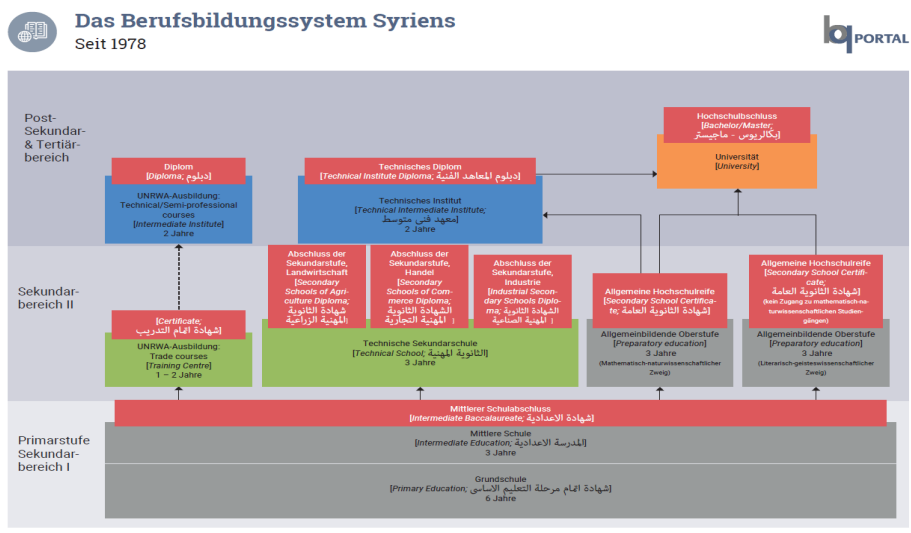 Das Berufsbildungssystem Syriens
Seit 1978
bq PORTAL
Post-
Sekundar-
& Tertiär-
bereich
Hochschulbschluss
[Bachelor/Master;
بكالريوس - ماجيستر]
Universität
[University]
Diplom
[Diploma; دبلوم]
UNRWA-Ausbildung:
Technical/Semi-professional
courses
[Intermediate Institute]
2 Jahre
Technisches Diplom
[Technical Institute Diploma; دبلوم المعاهد الفنية]
Technisches Institut
[Technical Intermediate Institute;
معهد فني متوسط]
2 Jahre
Sekundar-
bereich II
[Certificate;
شهادة اتمام التدريب]
UNRWA-Ausbildung:
Trade courses
[Training Centre]
1 – 2 Jahre
Abschluss der
Sekundarstufe,
Landwirtschaft
[Secondary
Schools of Agri-
culture Diploma;
شهادة الثانوية
المهنية الزراعية]
Abschluss der
Sekundarstufe,
Handel
[Secondary
Schools of Com-
merce Diploma;
الشهادة الثانوية
المهنية التجارية ]
Abschluss der
Sekundarstufe,
Industrie
[Industrial Secon-
dary Schools Diplo-
ma; الشهادة الثانوية
المهنية الصناعية ]
Technische Sekundarschule
[Technical School; الثانوية المهنية]
3 Jahre
Allgemeine Hochschulreife
[Secondary School Certifica-
te; شهادة الثانوية العامة]
Allgemeinbildende Oberstufe
[Preparatory education]
3 Jahre
(Mathematisch-naturwissenschaftlicher
Zweig)
Allgemeine Hochschulreife
[Secondary School Certifi-
cate;
شهادة الثانوية العامة]
(kein Zugang zu mathematisch-na-
turwissenschaftlichen Studien-
gängen)
Allgemeinbildende Oberstufe
[Preparatory education]
3 Jahre
(Literarisch-geisteswissenschaftlicher
Zweig)
Primarstufe
Sekundar-
bereich I
Mittlerer Schulabschluss
[Intermediate Baccalaureate; شهادة الاعدادية]
Mittlere Schule
[Intermediate Education; المدرسة الاعدادية]
3 Jahre
Grundschule
[Primary Education; شهادة اتمام مرحلة التعليم الاساسي]
6 Jahre